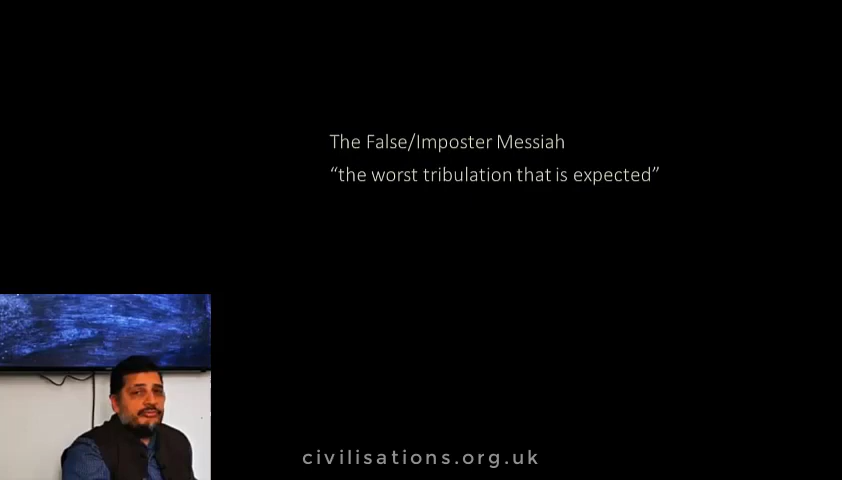 The False/Imposter Messiah
“the worst tribulation that is expected”
civilisations.org.uk